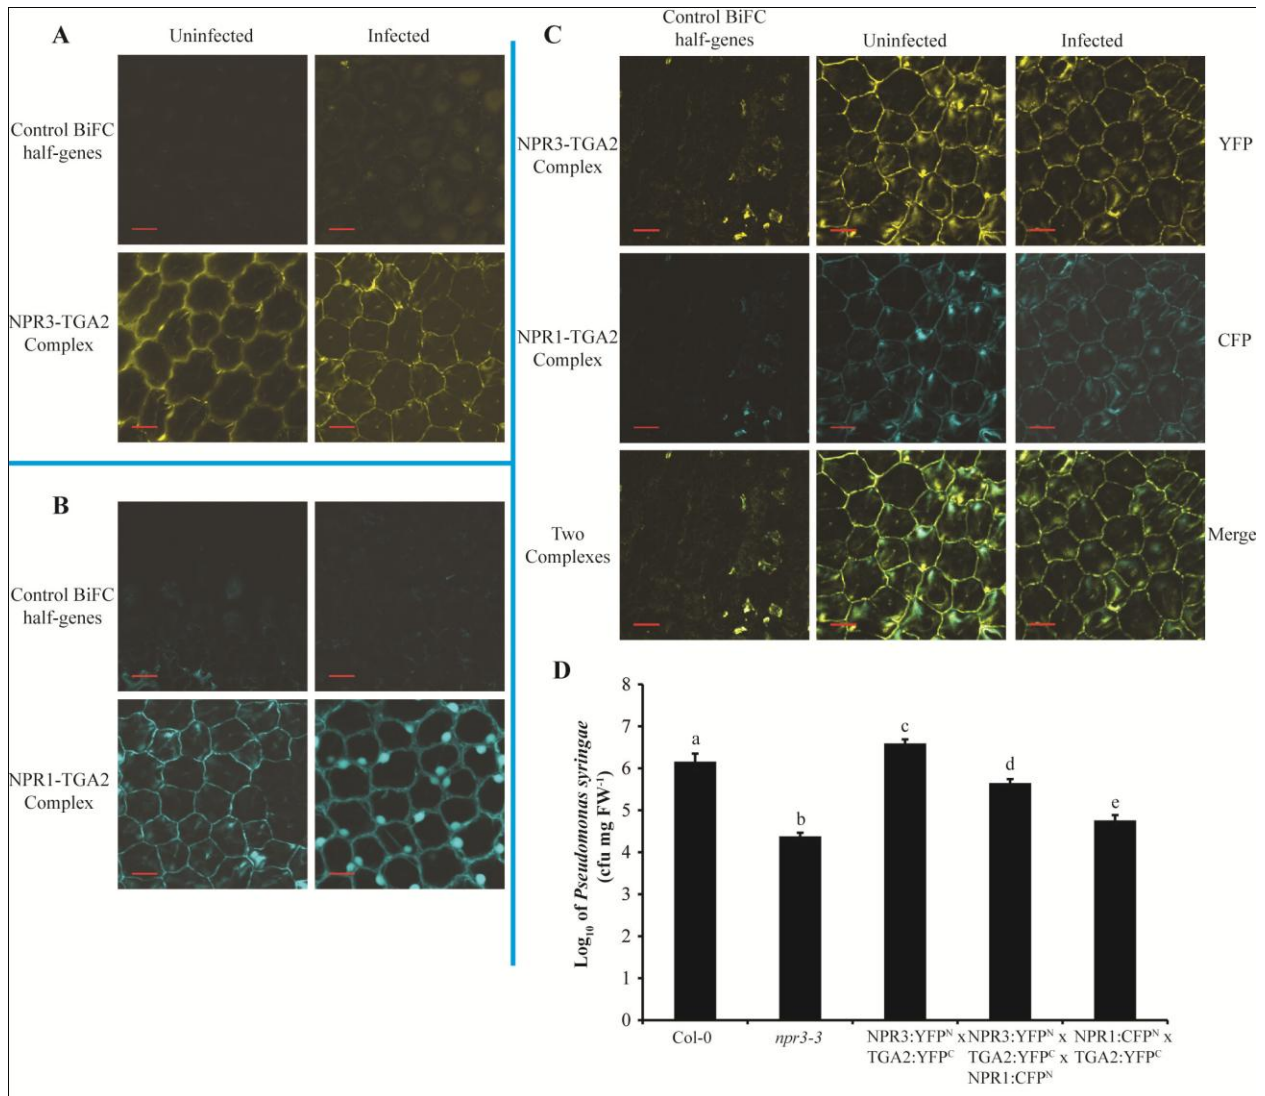 A
Uninfected
Infected
Control BiFC
half-genes
NPR3-TGA2
Complex
B
Control BiFC
half-genes
NPR1-TGA2
Complex
C
Control BiFC
half-genes
Uninfected
Infected
NPR3-TGA2
Complex
YFP
NPR1-TGA2
Complex
CFP
Two
Complexes
Merge
D
Log₁₀ of Pseudomonas syringae
(cfu mg FW⁻¹)
8
7
6
5
4
3
2
1
0
a
b
c
d
e
Col-0
npr3-3
NPR3:YFPᴺ x
TGA2:YFPᶜ
NPR3:YFPᴺ x
TGA2:YFPᶜ x
NPR1:CFPᴺ
NPR1:CFPᴺ x
TGA2:YFPᶜ